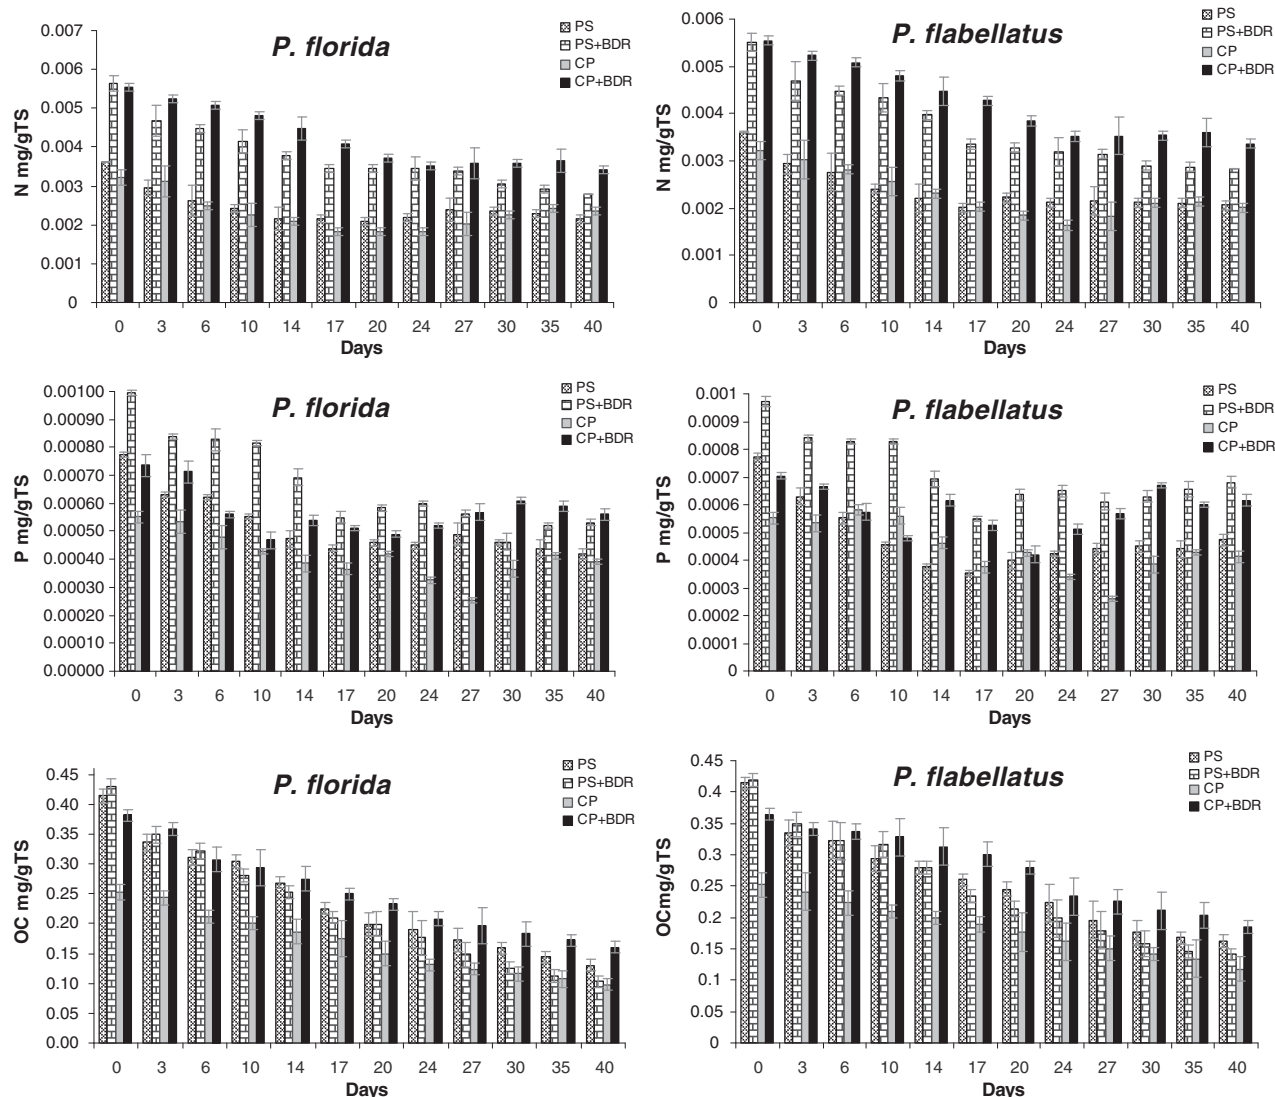 P. florida
PS
PS+BDR
CP
CP+BDR
N mg/gTS
0.007
0.006
0.005
0.004
0.003
0.002
0.001
0
0 3 6 10 14 17 20 24 27 30 35 40
Days
P. flabellatus
PS
PS+BDR
CP
CP+BDR
N mg/gTS
0.006
0.005
0.004
0.003
0.002
0.001
0
0 3 6 10 14 17 20 24 27 30 35 40
Days
P. florida
PS
PS+BDR
CP
CP+BDR
P mg/gTS
0.00100
0.00090
0.00080
0.00070
0.00060
0.00050
0.00040
0.00030
0.00020
0.00010
0.00000
0 3 6 10 14 17 20 24 27 30 35 40
Days
P. flabellatus
PS
PS+BDR
CP
CP+BDR
P mg/gTS
0.001
0.0009
0.0008
0.0007
0.0006
0.0005
0.0004
0.0003
0.0002
0.0001
0
0 3 6 10 14 17 20 24 27 30 35 40
Days
P. florida
PS
PS+BDR
CP
CP+BDR
OC mg/gTS
0.45
0.40
0.35
0.30
0.25
0.20
0.15
0.10
0.05
0.00
0 3 6 10 14 17 20 24 27 30 35 40
Days
P. flabellatus
PS
PS+BDR
CP
CP+BDR
OCmg/gTS
0.45
0.4
0.35
0.3
0.25
0.2
0.15
0.1
0.05
0
0 3 6 10 14 17 20 24 27 30 35 40
Days